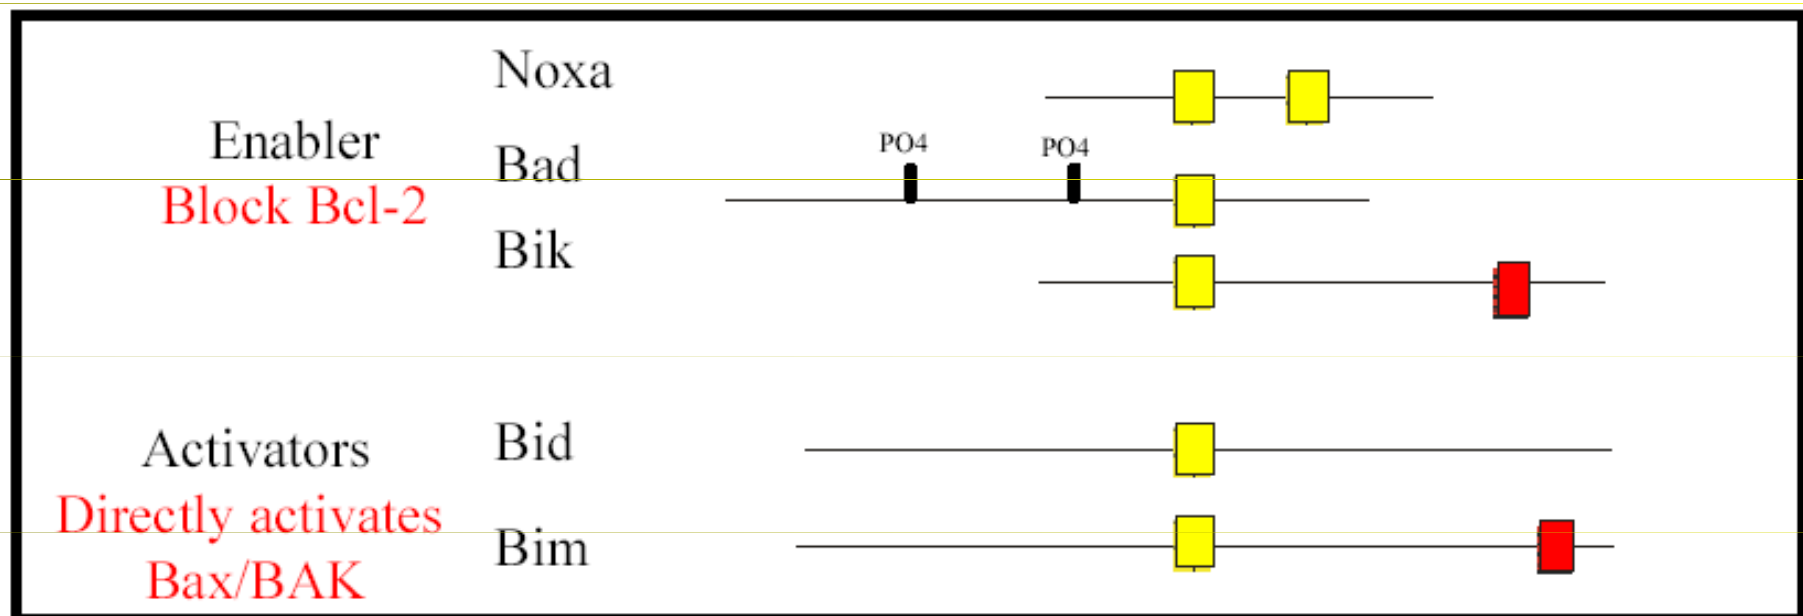 Noxa
Enabler
Block Bcl-2
PO4
PO4
Bad
Bik
Activators
Directly activates
Bax/BAK
Bid
Bim